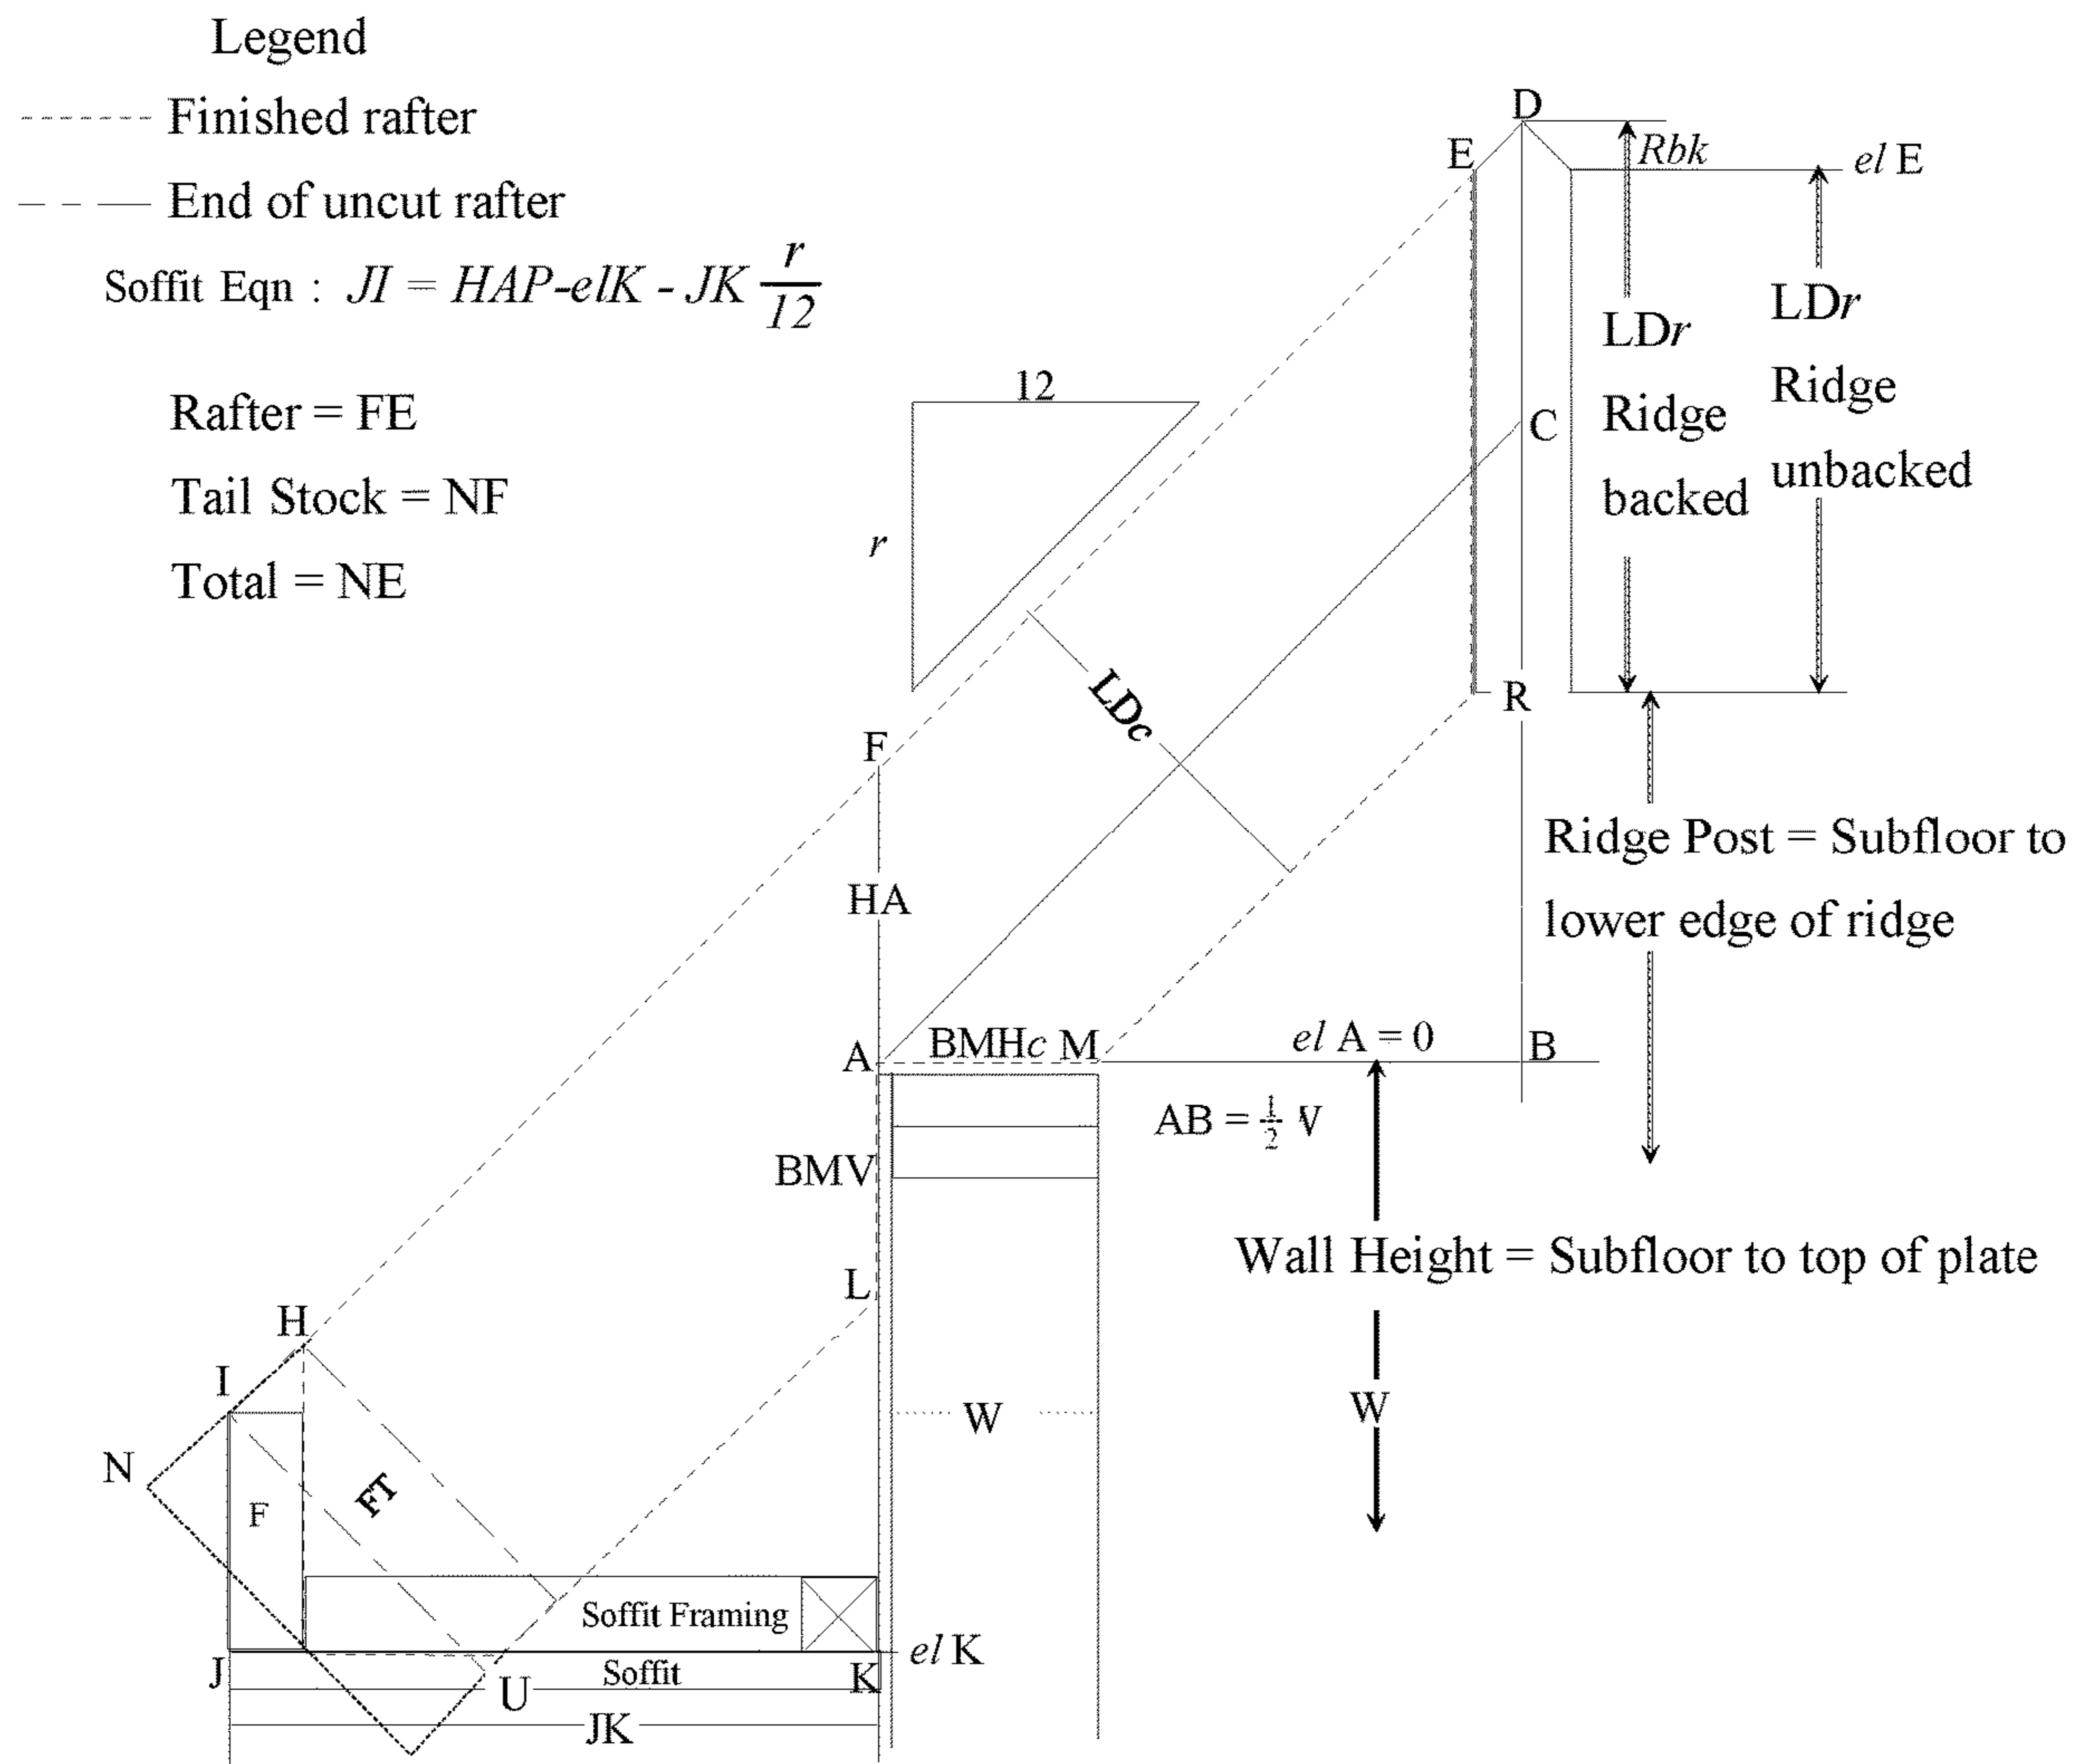 Legend
Finished rafter
End of uncut rafter
Soffit Eqn : JI = HAP-elK - JK r/12
Rafter = FE
Tail Stock = NF
Total = NE
D
E
Rbk
el E
LDr
Ridge
backed
LDr
Ridge
unbacked
12
r
C
LDc
R
F
HA
Ridge Post = Subfloor to
lower edge of ridge
A
BMHc M
el A = 0
B
AB = 1/2 W
BMV
L
Wall Height = Subfloor to top of plate
W
W
H
I
N
F
FT
Soffit Framing
el K
J
Soffit
K
U
JK